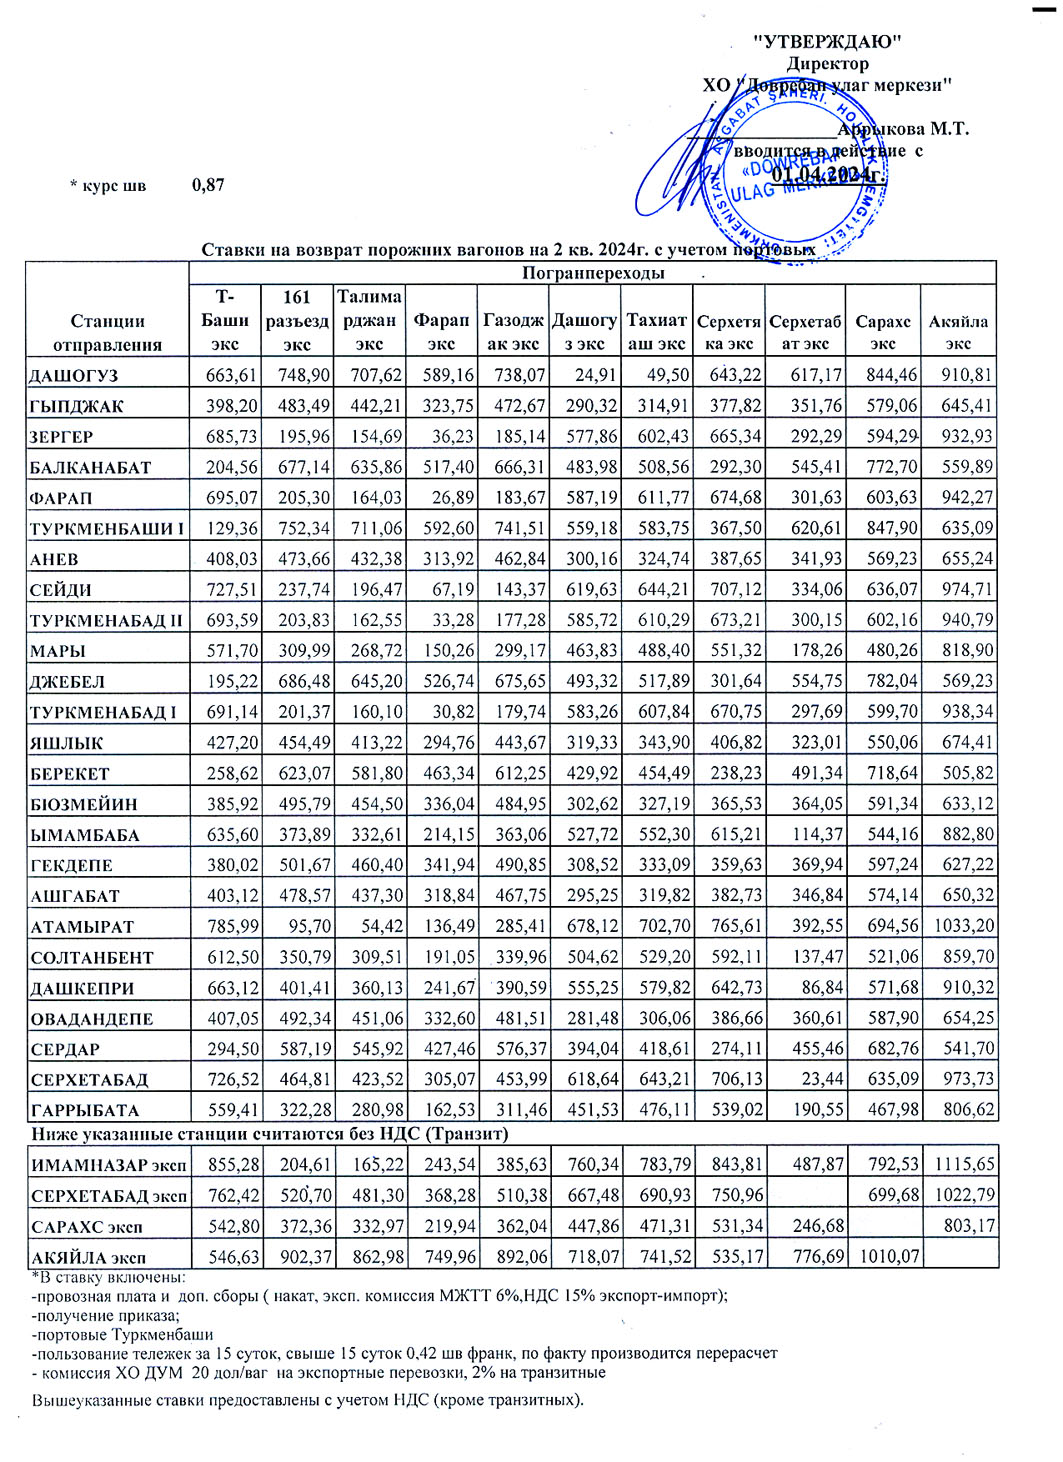 "УТВЕРЖДАЮ"
Директор
ХО "Довребап улаг меркези"
Аррыкова М.Т.
вводится в действие с
01.04.2024г.
«DOWREBAP ULAG MERKEZI»
* курс шв 0,87
Ставки на возврат порожних вагонов на 2 кв. 2024г. с учетом портовых
Станции отправления Погранпереходы
Т-Баши экс 161 разъезд экс Талимарджан экс Фарап экс Газоджак экс Дашогуз экс Тахиаташ экс Серхетяка экс Серхетабат экс Сарахс экс Акяйла экс
ДАШОГУЗ 663,61 748,90 707,62 589,16 738,07 24,91 49,50 643,22 617,17 844,46 910,81
ГЫПДЖАК 398,20 483,49 442,21 323,75 472,67 290,32 314,91 377,82 351,76 579,06 645,41
ЗЕРГЕР 685,73 195,96 154,69 36,23 185,14 577,86 602,43 665,34 292,29 594,29 932,93
БАЛКАНАБАТ 204,56 677,14 635,86 517,40 666,31 483,98 508,56 292,30 545,41 772,70 559,89
ФАРАП 695,07 205,30 164,03 26,89 183,67 587,19 611,77 674,68 301,63 603,63 942,27
ТУРКМЕНБАШИ I 129,36 752,34 711,06 592,60 741,51 559,18 583,75 367,50 620,61 847,90 635,09
АНЕВ 408,03 473,66 432,38 313,92 462,84 300,16 324,74 387,65 341,93 569,23 655,24
СЕЙДИ 727,51 237,74 196,47 67,19 143,37 619,63 644,21 707,12 334,06 636,07 974,71
ТУРКМЕНАБАД II 693,59 203,83 162,55 33,28 177,28 585,72 610,29 673,21 300,15 602,16 940,79
МАРЫ 571,70 309,99 268,72 150,26 299,17 463,83 488,40 551,32 178,26 480,26 818,90
ДЖЕБЕЛ 195,22 686,48 645,20 526,74 675,65 493,32 517,89 301,64 554,75 782,04 569,23
ТУРКМЕНАБАД I 691,14 201,37 160,10 30,82 179,74 583,26 607,84 670,75 297,69 599,70 938,34
ЯШЛЫК 427,20 454,49 413,22 294,76 443,67 319,33 343,90 406,82 323,01 550,06 674,41
БЕРЕКЕТ 258,62 623,07 581,80 463,34 612,25 429,92 454,49 238,23 491,34 718,64 505,82
БЮЗМЕЙИН 385,92 495,79 454,50 336,04 484,95 302,62 327,19 365,53 364,05 591,34 633,12
ЫМАМБАБА 635,60 373,89 332,61 214,15 363,06 527,72 552,30 615,21 114,37 544,16 882,80
ГЕКДЕПЕ 380,02 501,67 460,40 341,94 490,85 308,52 333,09 359,63 369,94 597,24 627,22
АШГАБАТ 403,12 478,57 437,30 318,84 467,75 295,25 319,82 382,73 346,84 574,14 650,32
АТАМЫРАТ 785,99 95,70 54,42 136,49 285,41 678,12 702,70 765,61 392,55 694,56 1033,20
СОЛТАНБЕНТ 612,50 350,79 309,51 191,05 339,96 504,62 529,20 592,11 137,47 521,06 859,70
ДАШКЕПРИ 663,12 401,41 360,13 241,67 390,59 555,25 579,82 642,73 86,84 571,68 910,32
ОВАДАНДЕПЕ 407,05 492,34 451,06 332,60 481,51 281,48 306,06 386,66 360,61 587,90 654,25
СЕРДАР 294,50 587,19 545,92 427,46 576,37 394,04 418,61 274,11 455,46 682,76 541,70
СЕРХЕТАБАД 726,52 464,81 423,52 305,07 453,99 618,64 643,21 706,13 23,44 635,09 973,73
ГАРРЫБАТА 559,41 322,28 280,98 162,53 311,46 451,53 476,11 539,02 190,55 467,98 806,62
Ниже указанные станции считаются без НДС (Транзит)
ИМАМНАЗАР эксп 855,28 204,61 165,22 243,54 385,63 760,34 783,79 843,81 487,87 792,53 1115,65
СЕРХЕТАБАД эксп 762,42 520,70 481,30 368,28 510,38 667,48 690,93 750,96 699,68 1022,79
САРАХС эксп 542,80 372,36 332,97 219,94 362,04 447,86 471,31 531,34 246,68 803,17
АКЯЙЛА эксп 546,63 902,37 862,98 749,96 892,06 718,07 741,52 535,17 776,69 1010,07
*В ставку включены:
-провозная плата и доп. сборы ( накат, эксп. комиссия МЖТТ 6%,НДС 15% экспорт-импорт);
-получение приказа;
-портовые Туркменбаши
-пользование тележек за 15 суток, свыше 15 суток 0,42 шв франк, по факту производится перерасчет
- комиссия ХО ДУМ 20 дол/ваг на экспортные перевозки, 2% на транзитные
Вышеуказанные ставки предоставлены с учетом НДС (кроме транзитных).